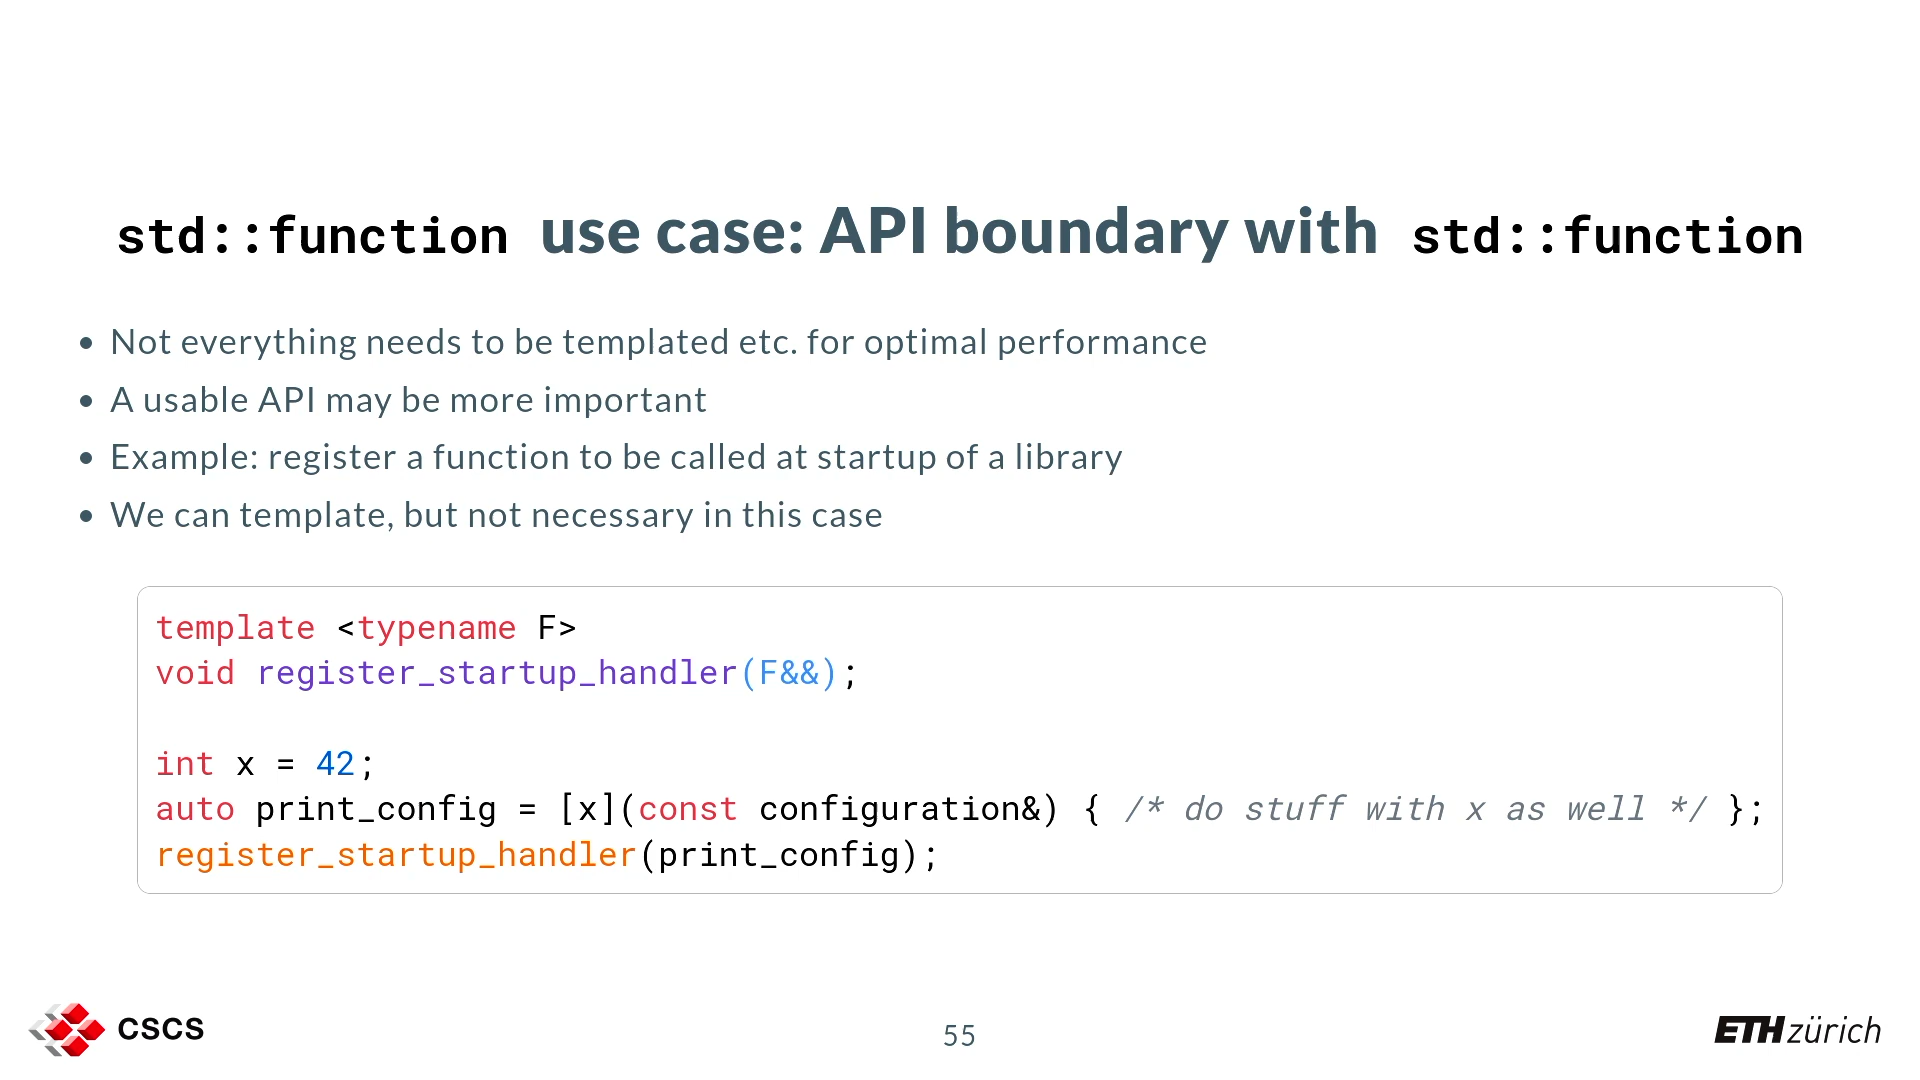 std::function use case: API boundary with std::function
• Not everything needs to be templated etc. for optimal performance
• A usable API may be more important
• Example: register a function to be called at startup of a library
• We can template, but not necessary in this case
template <typename F>
void register_startup_handler(F&&);
int x = 42;
auto print_config = [x](const configuration&) { /* do stuff with x as well */ };
register_startup_handler(print_config);
CSCS
55
ETH zürich